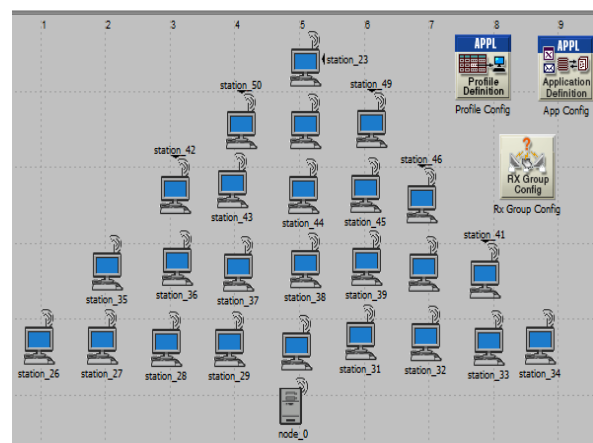 1 2 3 4 5 6 7 8 9
APPL
Profile
Definition
Profile Config
APPL
Application
Definition
App Config
station_23
station_50
station_49
RX Group
Config
Rx Group Config
station_42
station_46
station_43
station_44
station_45
station_41
station_35
station_36
station_37
station_38
station_39
station_26
station_27
station_28
station_29
station_31
station_32
station_33
station_34
node_0